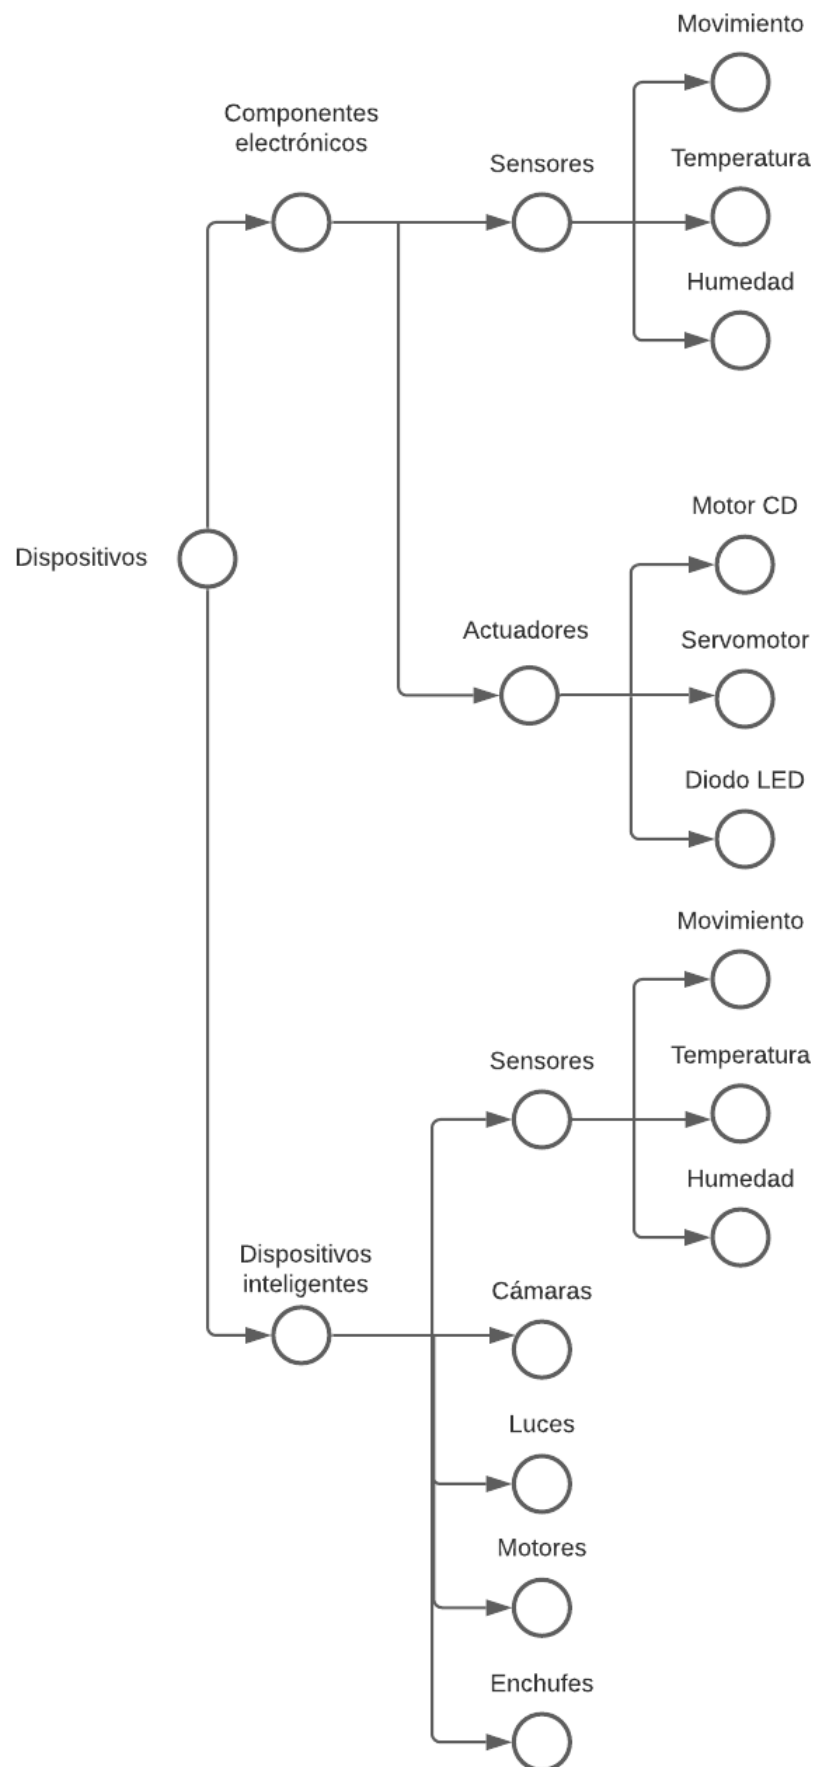 Movimiento
Componentes
electrónicos
Sensores
Temperatura
Humedad
Motor CD
Dispositivos
Actuadores
Servomotor
Diodo LED
Movimiento
Sensores
Temperatura
Humedad
Dispositivos
inteligentes
Cámaras
Luces
Motores
Enchufes